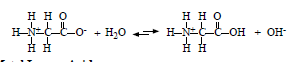 H H O H H O
H-N+-C-C-O- + H2O ⇌ H-N+-C-C-OH + OH-
H H H H